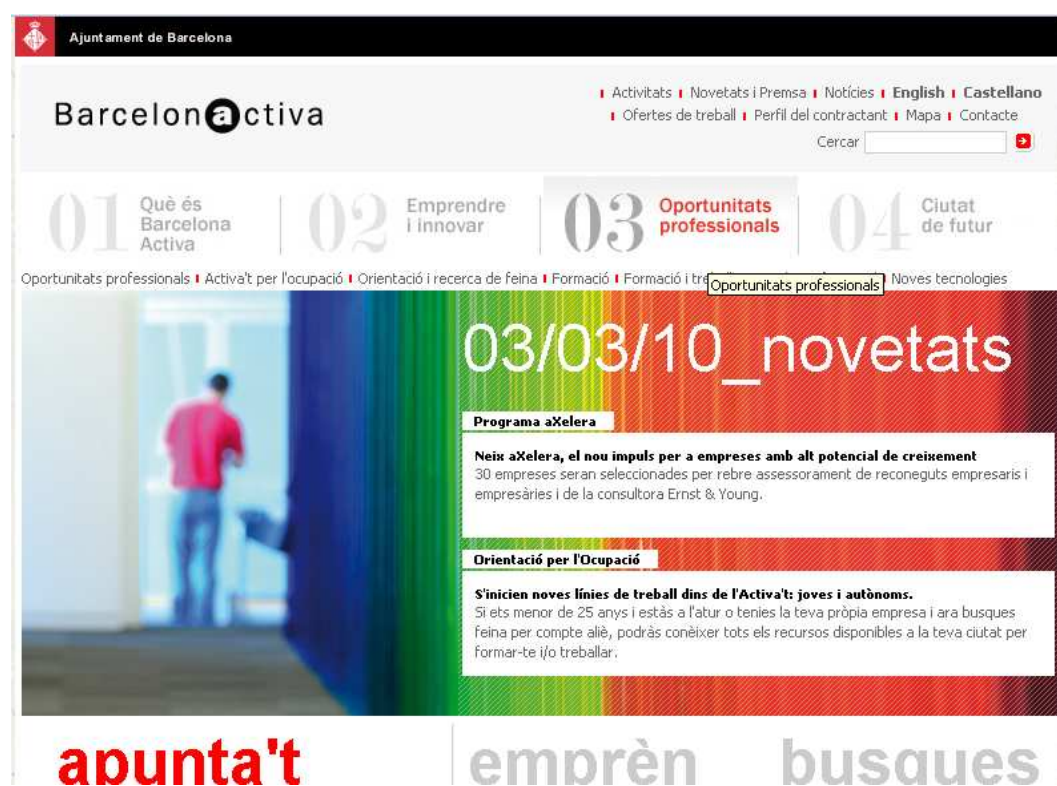 Ajuntament de Barcelona
Barcelonactiva
Activitats Novetats i Premsa Notícies English Castellano
Ofertes de treball Perfil del contractant Mapa Contacte
Cercar
01 Què és
Barcelona
Activa
02 Emprendre
i innovar
03 Oportunitats
professionals
04 Ciutat
de futur
Oportunitats professionals Activa't per l'ocupació Orientació i recerca de feina Formació Formació i Noves tecnologies
Oportunitats professionals
03/03/10_novetats
Programa aXelera
Neix aXelera, el nou impuls per a empreses amb alt potencial de creixement
30 empreses seran seleccionades per rebre assessorament de reconeguts empresaris i
empresàries i de la consultora Ernst & Young.
Orientació per l'Ocupació
S'inicien noves línies de treball dins de l'Activa't: joves i autònoms.
Si ets menor de 25 anys i estàs a l'atur o tenies la teva pròpia empresa i ara busques
feina per compte aliè, podràs conèixer tots els recursos disponibles a la teva ciutat per
formar-te i/o treballar.
apunta't
emprèn
busques